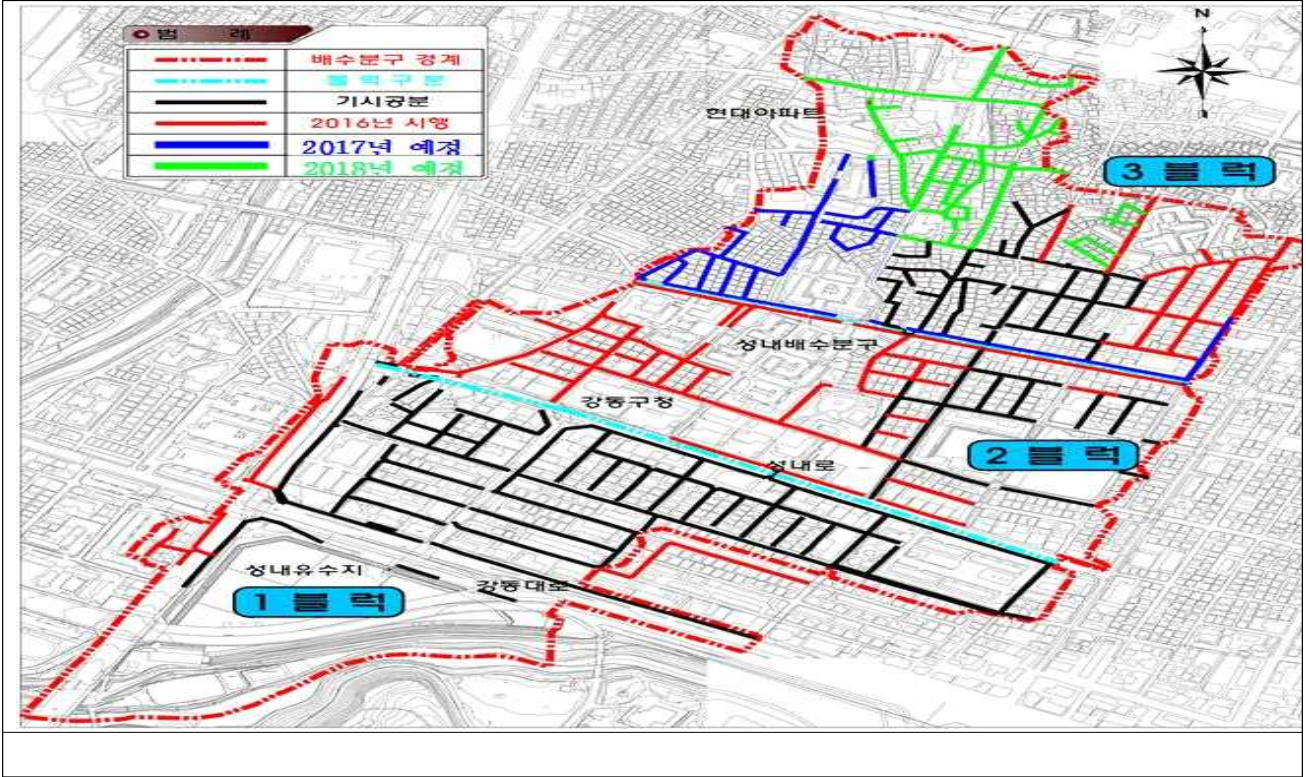 범 례
배수분구 경계
블럭구분
기시공분
2016년 시행
2017년 예정
2018년 예정
N
현대아파트
3 블 럭
성내배수분구
강동구청
2 블 럭
성내로
성내유수지
강동대로
1 블 럭